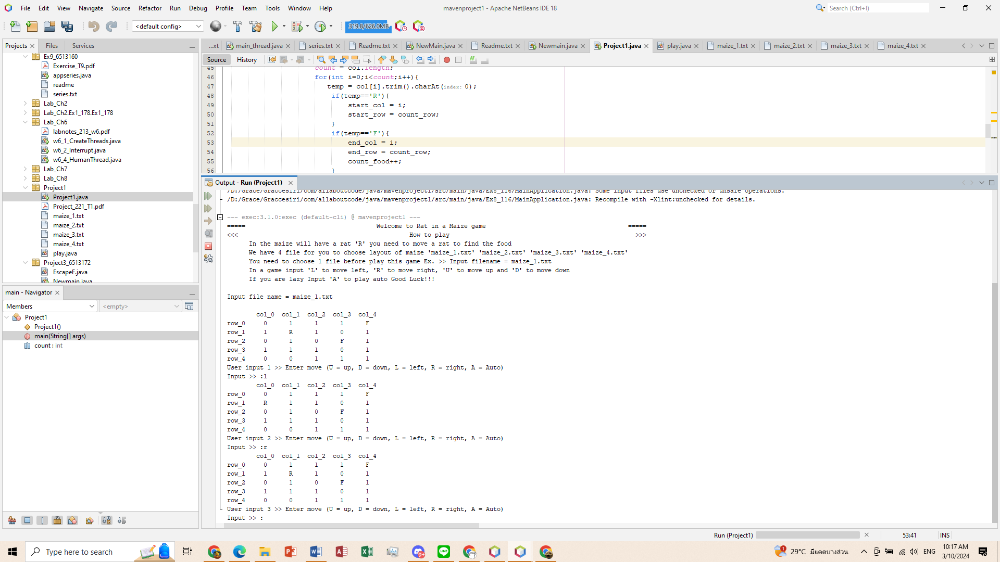 File Edit View Navigate Source Refactor Run Debug Profile Team Tools Window Help
mavenproject1 - Apache NetBeans IDE 18
Search (Ctrl+I)
<default config>
319.8/626.0MB
Projects Files Services
Ex9_6513160
Exercise_T9.pdf
appseries.java
readme
series.txt
Lab_Ch2
Lab_Ch2.Ex1_178.Ex1_178
Lab_Ch6
labnotes_213_w6.pdf
w6_1_CreateThreads.java
w6_2_Interrupt.java
w6_4_HumanThread.java
Lab_Ch7
Lab_Ch8
Project1
Project1.java
Project_221_T1.pdf
maize_1.txt
maize_2.txt
maize_3.txt
maize_4.txt
play.java
Project3_6513172
EscapeF.java
Newmain.java
main - Navigator
Members
<empty>
Project1
Project1()
main(String[] args)
count : int
...xt main_thread.java series.txt Readme.txt NewMain.java Readme.txt Newmain.java Project1.java play.java maize_1.txt maize_2.txt maize_3.txt maize_4.txt
Source History
45 count = col.length;
46 for(int i=0;i<count;i++){
47 temp = col[i].trim().charAt(index: 0);
48 if(temp=='R'){
49 start_col = i;
50 start_row = count_row;
51 }
52 if(temp=='F'){
53 end_col = i;
54 end_row = count_row;
55 count_food++;
56 }
Output - Run (Project1)
/D:/Grace/Graccesiri/com/allaboutcode/java/mavenproject1/src/main/java/Ex8_116/MainApplication.java: Some input files use unchecked or unsafe operations.
/D:/Grace/Graccesiri/com/allaboutcode/java/mavenproject1/src/main/java/Ex8_116/MainApplication.java: Recompile with -Xlint:unchecked for details.
--- exec:3.1.0:exec (default-cli) @ mavenproject1 ---
===== Welcome to Rat in a Maize game =====
<<< How to play >>>
In the maize will have a rat 'R' you need to move a rat to find the food
We have 4 file for you to choose layout of maize 'maize_1.txt' 'maize_2.txt' 'maize_3.txt' 'maize_4.txt'
You need to choose 1 file before play this game Ex. >> Input filename = maize_1.txt
In a game input 'L' to move left, 'R' to move right, 'U' to move up and 'D' to move down
If you are lazy Input 'A' to play auto Good Luck!!!
Input file name = maize_1.txt
col_0 col_1 col_2 col_3 col_4
row_0 0 1 1 1 F
row_1 1 R 1 0 1
row_2 0 1 0 F 1
row_3 1 1 1 0 1
row_4 0 0 1 1 1
User input 1 >> Enter move (U = up, D = down, L = left, R = right, A = Auto)
Input >> :l
col_0 col_1 col_2 col_3 col_4
row_0 0 1 1 1 F
row_1 R 1 1 0 1
row_2 0 1 0 F 1
row_3 1 1 1 0 1
row_4 0 0 1 1 1
User input 2 >> Enter move (U = up, D = down, L = left, R = right, A = Auto)
Input >> :r
col_0 col_1 col_2 col_3 col_4
row_0 0 1 1 1 F
row_1 1 R 1 0 1
row_2 0 1 0 F 1
row_3 1 1 1 0 1
row_4 0 0 1 1 1
User input 3 >> Enter move (U = up, D = down, L = left, R = right, A = Auto)
Input >> :
Run (Project1) 53:41 INS
Type here to search
29°C มีแดดบางส่วน
ENG
10:17 AM
3/10/2024